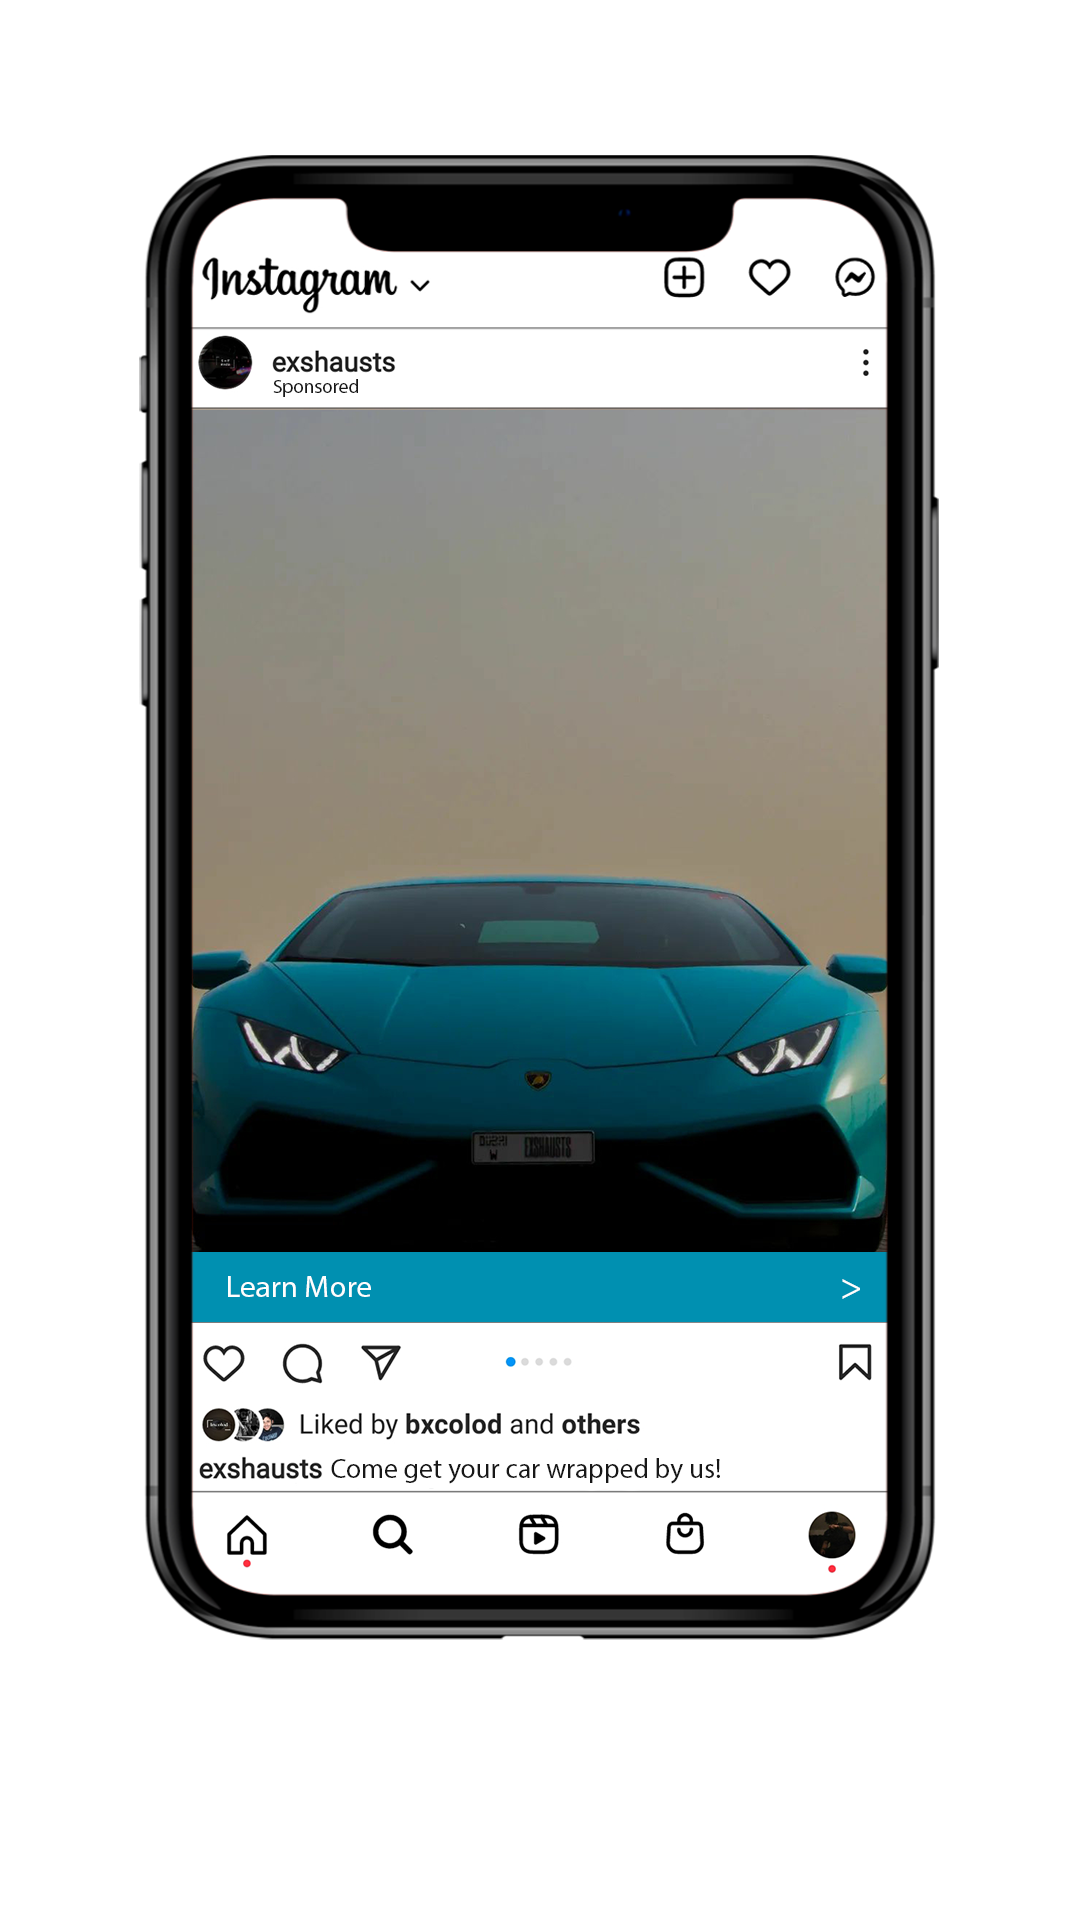 Instagram
exshausts
Sponsored
DUBAI EXSHAUSTS
W
Learn More >
Liked by bxcolod and others
exshausts Come get your car wrapped by us!